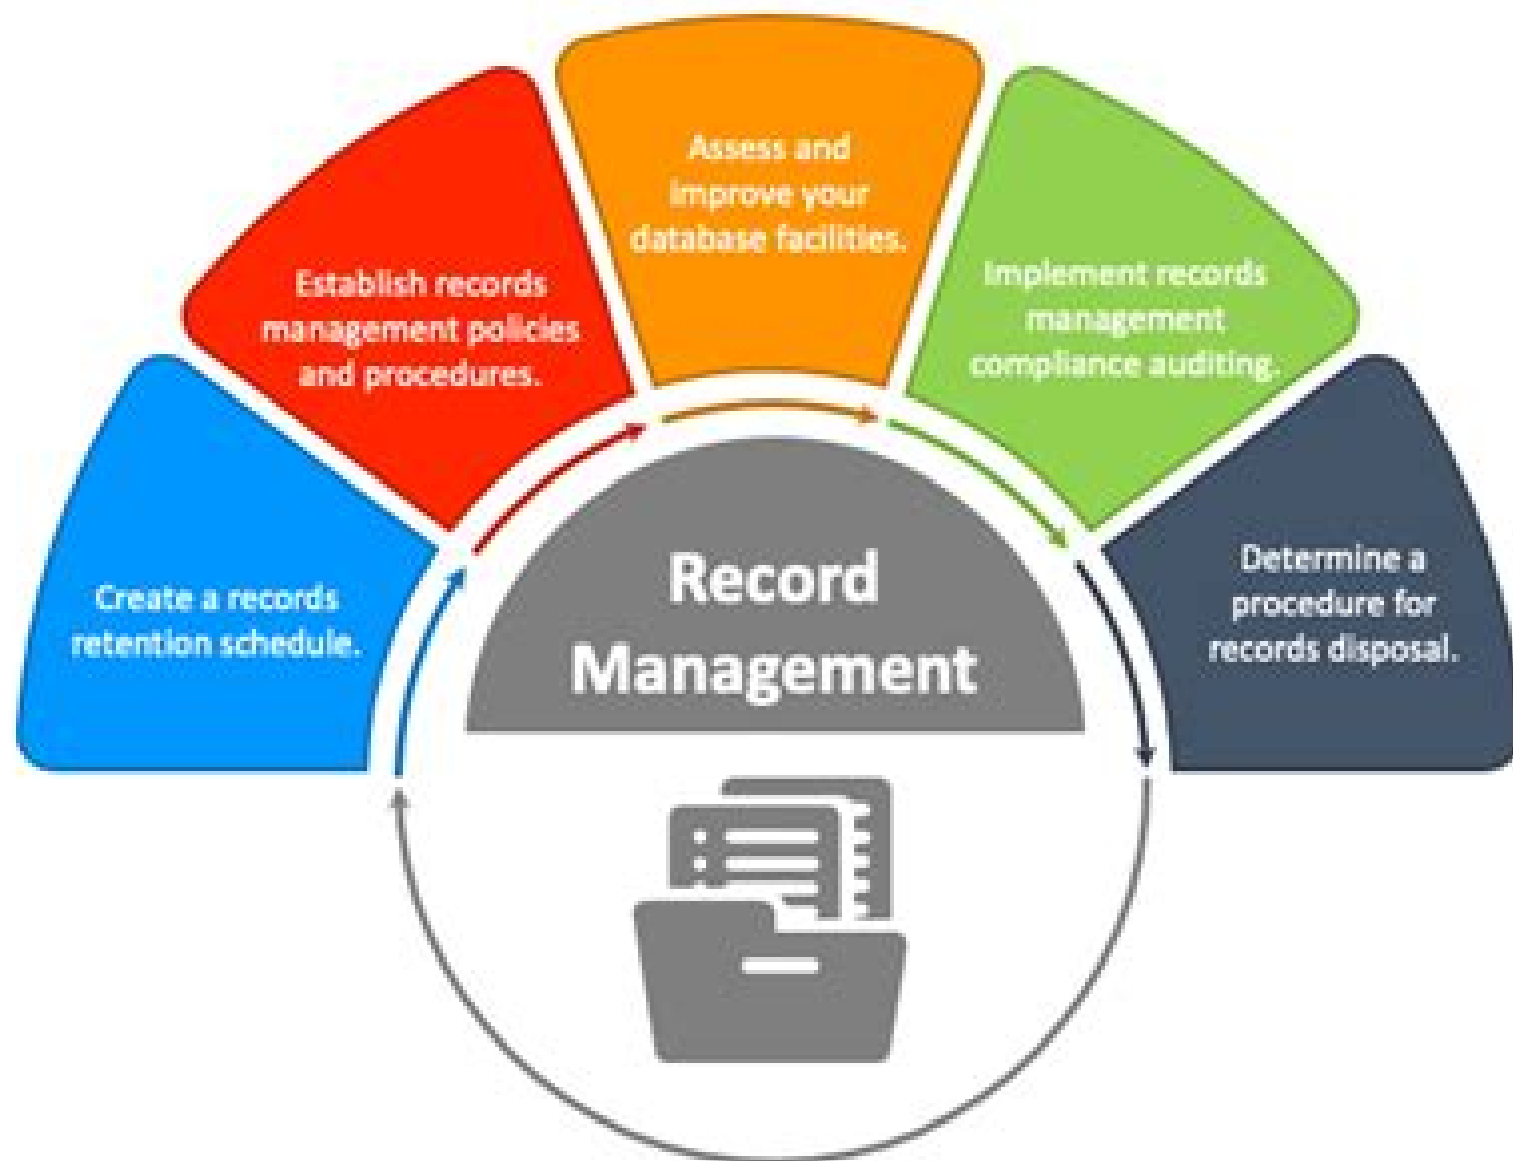 Assess and
improve your
database facilities.
Establish records
management policies
and procedures.
Implement records
management
compliance auditing.
Create a records
retention schedule.
Determine a
procedure for
records disposal.
Record
Management